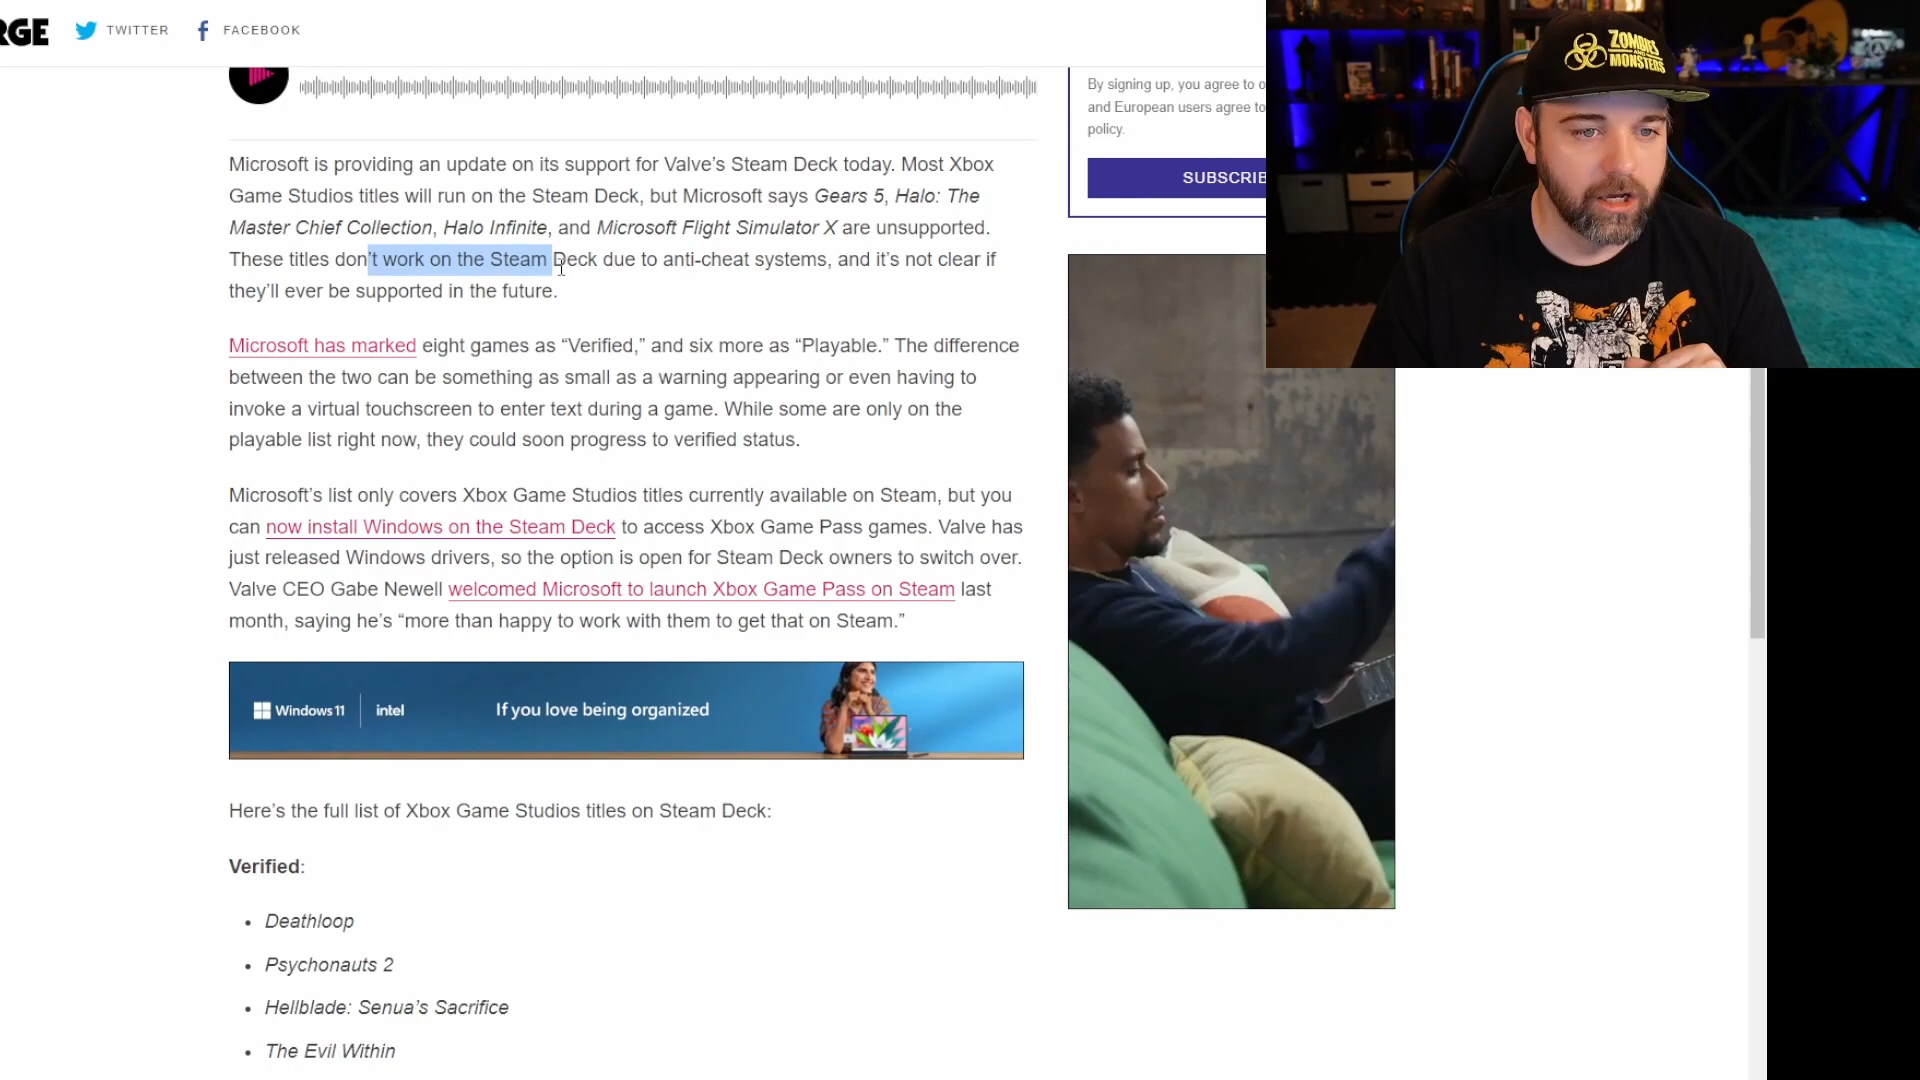 RGE TWITTER FACEBOOK
ZOMBIES
MONSTERS
By signing up, you agree to o
and European users agree to
policy.
SUBSCRIB
Microsoft is providing an update on its support for Valve’s Steam Deck today. Most Xbox
Game Studios titles will run on the Steam Deck, but Microsoft says Gears 5, Halo: The
Master Chief Collection, Halo Infinite, and Microsoft Flight Simulator X are unsupported.
These titles don’t work on the Steam Deck due to anti-cheat systems, and it’s not clear if
they’ll ever be supported in the future.
Microsoft has marked eight games as “Verified,” and six more as “Playable.” The difference
between the two can be something as small as a warning appearing or even having to
invoke a virtual touchscreen to enter text during a game. While some are only on the
playable list right now, they could soon progress to verified status.
Microsoft’s list only covers Xbox Game Studios titles currently available on Steam, but you
can now install Windows on the Steam Deck to access Xbox Game Pass games. Valve has
just released Windows drivers, so the option is open for Steam Deck owners to switch over.
Valve CEO Gabe Newell welcomed Microsoft to launch Xbox Game Pass on Steam last
month, saying he’s “more than happy to work with them to get that on Steam.”
Windows 11 intel If you love being organized
Here’s the full list of Xbox Game Studios titles on Steam Deck:
Verified:
• Deathloop
• Psychonauts 2
• Hellblade: Senua’s Sacrifice
• The Evil Within